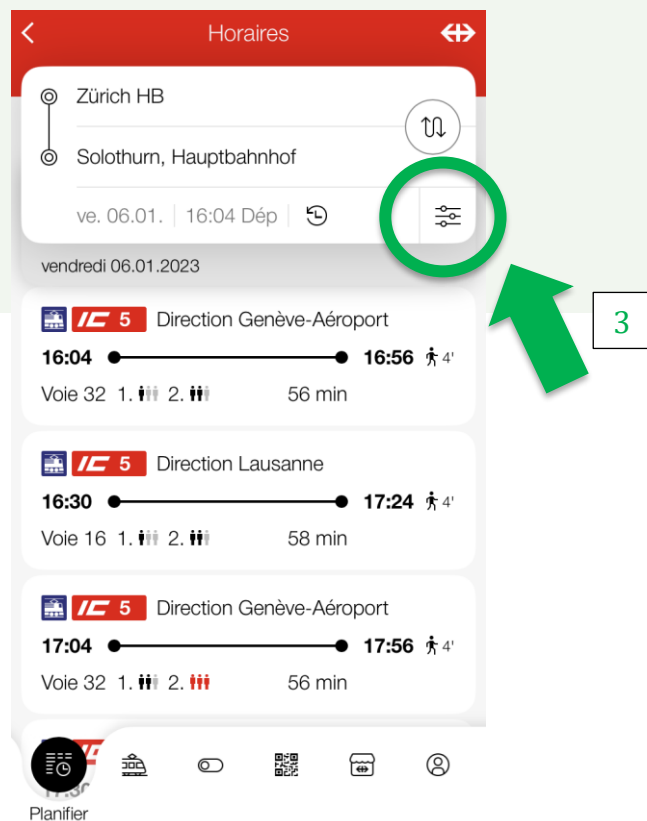 Horaires
Zürich HB
Solothurn, Hauptbahnhof
ve. 06.01. 16:04 Dép
vendredi 06.01.2023
3
IC 5 Direction Genève-Aéroport
16:04 16:56 4'
Voie 32 1. 2. 56 min
IC 5 Direction Lausanne
16:30 17:24 4'
Voie 16 1. 2. 58 min
IC 5 Direction Genève-Aéroport
17:04 17:56 4'
Voie 32 1. 2. 56 min
Planifier